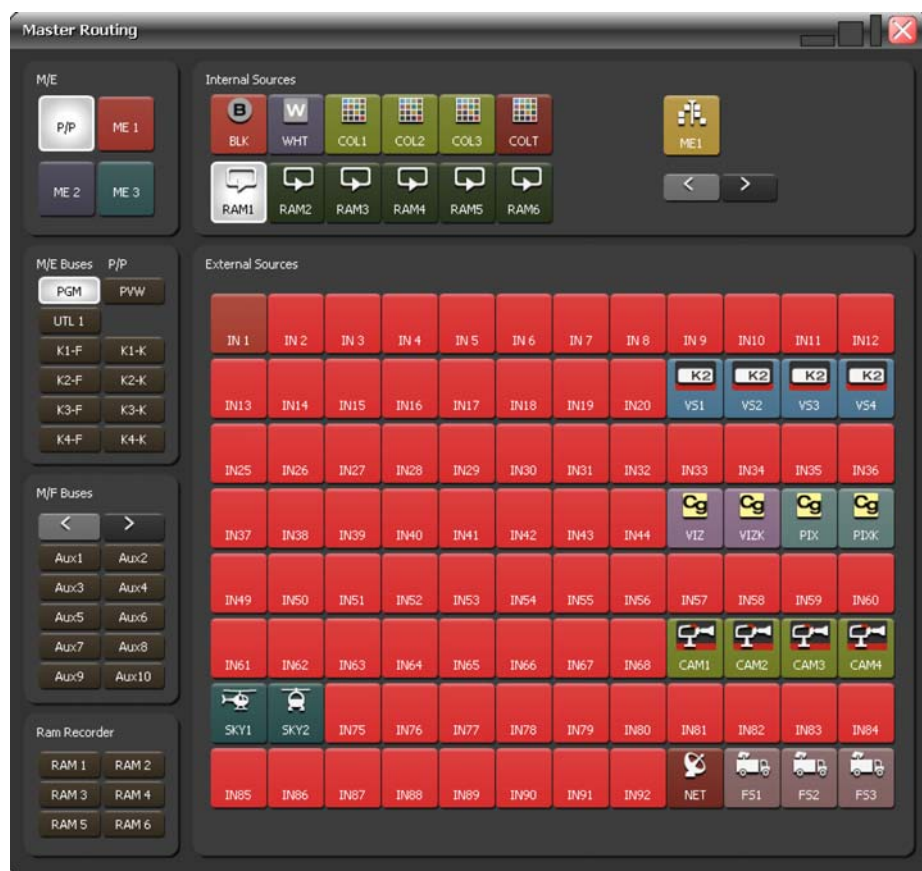 Master Routing
M/E
P/P ME 1
ME 2 ME 3
Internal Sources
B W
BLK WHT COL1 COL2 COL3 COLT ME1
RAM1 RAM2 RAM3 RAM4 RAM5 RAM6
< >
M/E Buses P/P
PGM PVW
UTL 1
K1-F K1-K
K2-F K2-K
K3-F K3-K
K4-F K4-K
M/F Buses
< >
Aux1 Aux2
Aux3 Aux4
Aux5 Aux6
Aux7 Aux8
Aux9 Aux10
Ram Recorder
RAM 1 RAM 2
RAM 3 RAM 4
RAM 5 RAM 6
External Sources
IN 1 IN 2 IN 3 IN 4 IN 5 IN 6 IN 7 IN 8 IN 9 IN10 IN11 IN12
K2 K2 K2 K2
IN13 IN14 IN15 IN16 IN17 IN18 IN19 IN20 VS1 VS2 VS3 VS4
IN25 IN26 IN27 IN28 IN29 IN30 IN31 IN32 IN33 IN34 IN35 IN36
Cg Cg Cg Cg
IN37 IN38 IN39 IN40 IN41 IN42 IN43 IN44 VIZ VIZK PIX PIXK
IN49 IN50 IN51 IN52 IN53 IN54 IN55 IN56 IN57 IN58 IN59 IN60
IN61 IN62 IN63 IN64 IN65 IN66 IN67 IN68 CAM1 CAM2 CAM3 CAM4
SKY1 SKY2 IN75 IN76 IN77 IN78 IN79 IN80 IN81 IN82 IN83 IN84
IN85 IN86 IN87 IN88 IN89 IN90 IN91 IN92 NET FS1 FS2 FS3